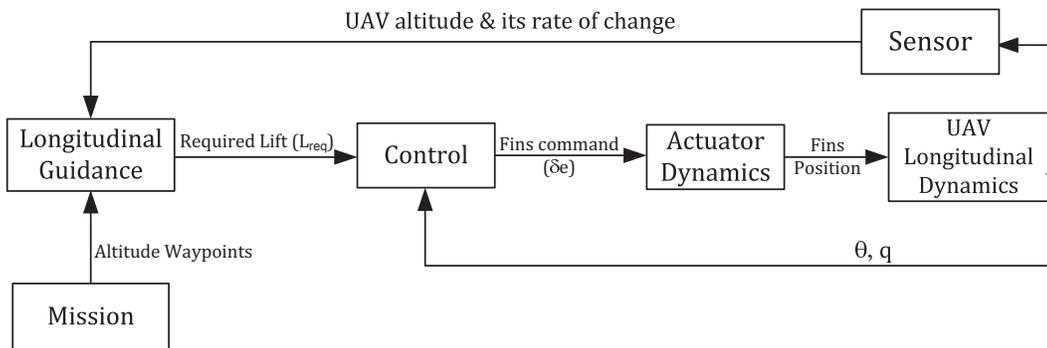 UAV altitude & its rate of change
Sensor
Longitudinal
Guidance
Required Lift (Lreq)
Control
Fins command
(δe)
Actuator
Dynamics
Fins
Position
UAV
Longitudinal
Dynamics
Altitude Waypoints
θ, q
Mission